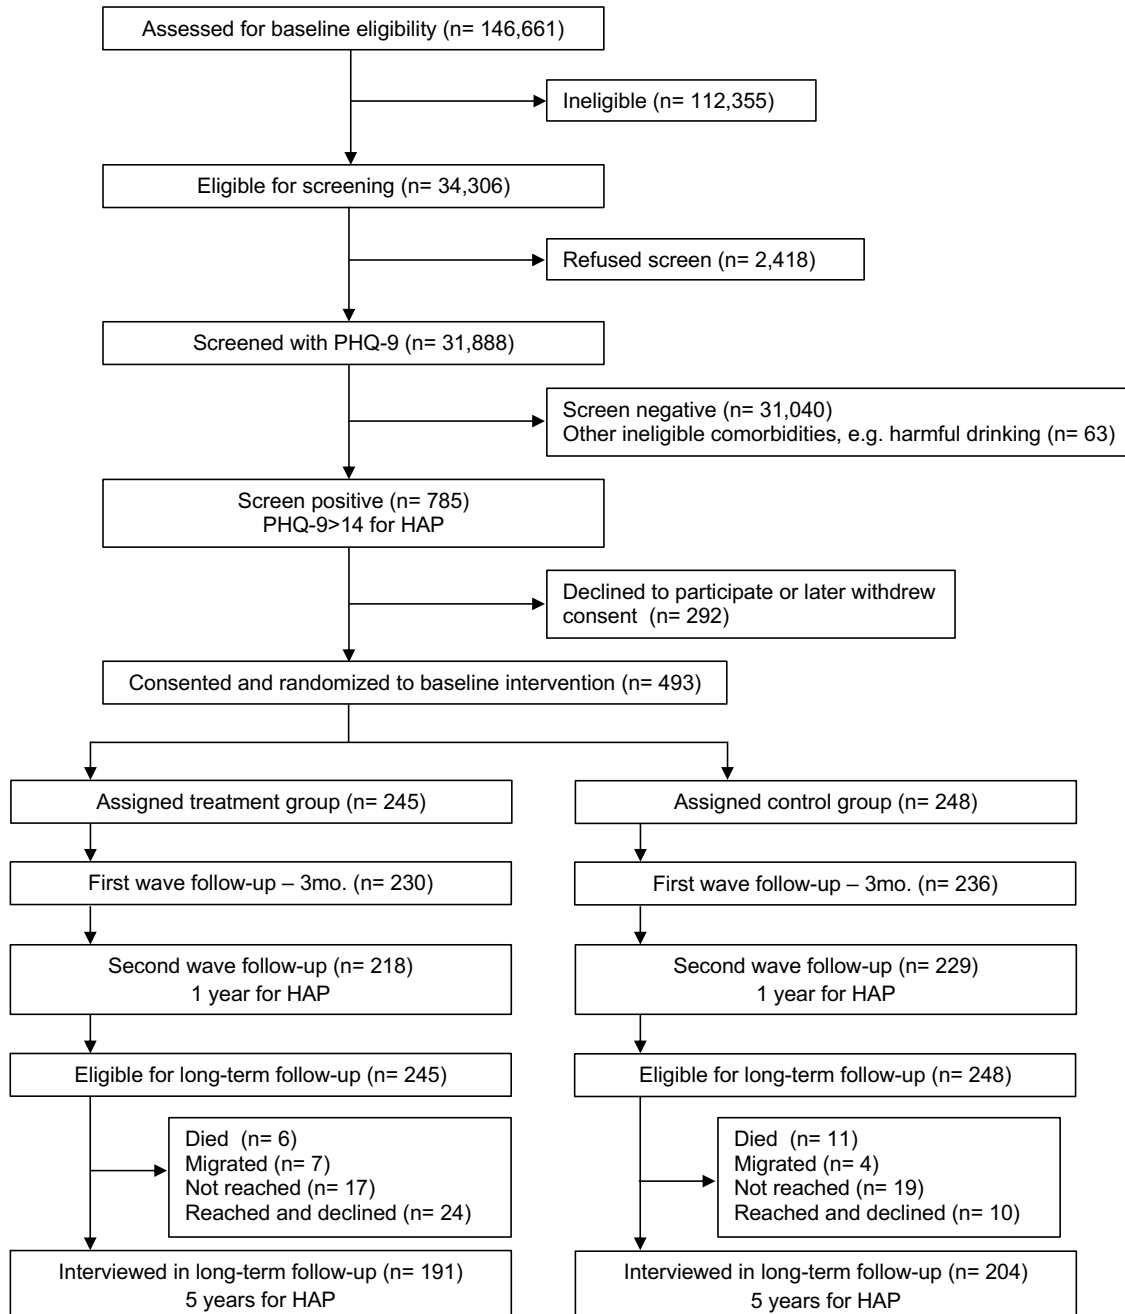 Assessed for baseline eligibility (n= 146,661)
Ineligible (n= 112,355)
Eligible for screening (n= 34,306)
Refused screen (n= 2,418)
Screened with PHQ-9 (n= 31,888)
Screen negative (n= 31,040)
Other ineligible comorbidities, e.g. harmful drinking (n= 63)
Screen positive (n= 785)
PHQ-9>14 for HAP
Declined to participate or later withdrew
consent (n= 292)
Consented and randomized to baseline intervention (n= 493)
Assigned treatment group (n= 245)
Assigned control group (n= 248)
First wave follow-up – 3mo. (n= 230)
First wave follow-up – 3mo. (n= 236)
Second wave follow-up (n= 218)
1 year for HAP
Second wave follow-up (n= 229)
1 year for HAP
Eligible for long-term follow-up (n= 245)
Eligible for long-term follow-up (n= 248)
Died (n= 6)
Migrated (n= 7)
Not reached (n= 17)
Reached and declined (n= 24)
Died (n= 11)
Migrated (n= 4)
Not reached (n= 19)
Reached and declined (n= 10)
Interviewed in long-term follow-up (n= 191)
5 years for HAP
Interviewed in long-term follow-up (n= 204)
5 years for HAP